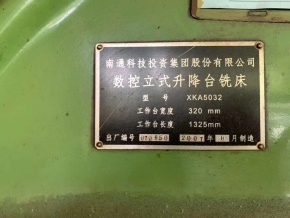 南通科技投资集团股份有限公司
数控立式升降台铣床
型 号 XKA5032
工作台宽度 320 mm
工作台长度 1325mm
出厂编号 2007 年 月制造